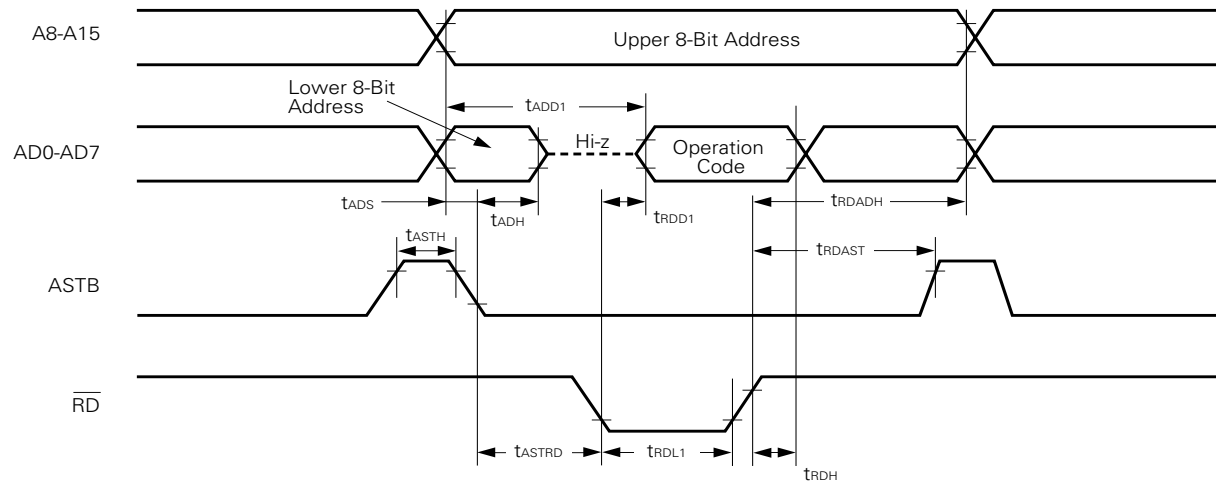 A8-A15
Upper 8-Bit Address
Lower 8-Bit
Address
tADD1
AD0-AD7
Hi-z
Operation
Code
tADS
tADH
tRDD1
tRDADH
tASTH
tRDAST
ASTB
RD
tASTRD
tRDL1
tRDH